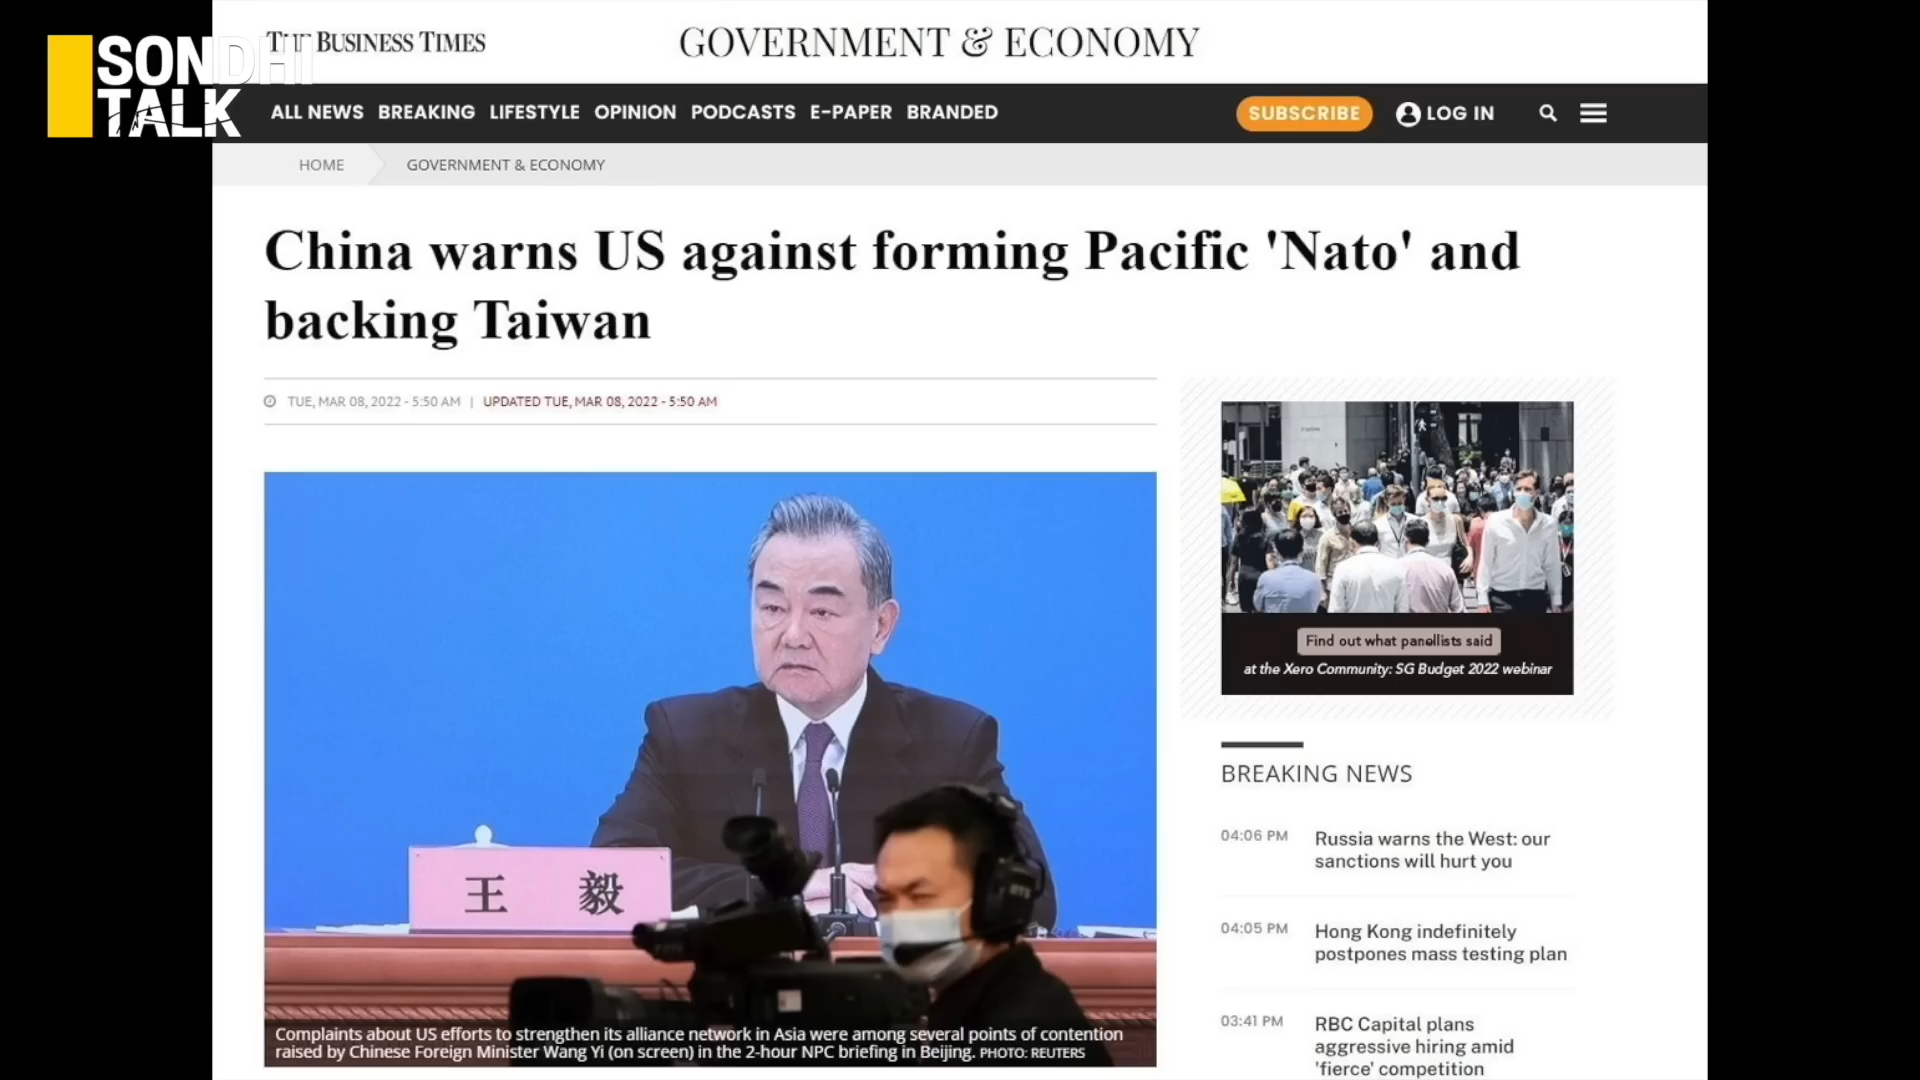 SONDHI
TALK
THE BUSINESS TIMES
GOVERNMENT & ECONOMY
ALL NEWS BREAKING LIFESTYLE OPINION PODCASTS E-PAPER BRANDED
SUBSCRIBE LOG IN
HOME GOVERNMENT & ECONOMY
China warns US against forming Pacific 'Nato' and
backing Taiwan
TUE, MAR 08, 2022 - 5:50 AM | UPDATED TUE, MAR 08, 2022 - 5:50 AM
王 毅
Complaints about US efforts to strengthen its alliance network in Asia were among several points of contention
raised by Chinese Foreign Minister Wang Yi (on screen) in the 2-hour NPC briefing in Beijing. PHOTO: REUTERS
Find out what panellists said
at the Xero Community: SG Budget 2022 webinar
BREAKING NEWS
04:06 PM Russia warns the West: our
sanctions will hurt you
04:05 PM Hong Kong indefinitely
postpones mass testing plan
03:41 PM RBC Capital plans
aggressive hiring amid
'fierce' competition